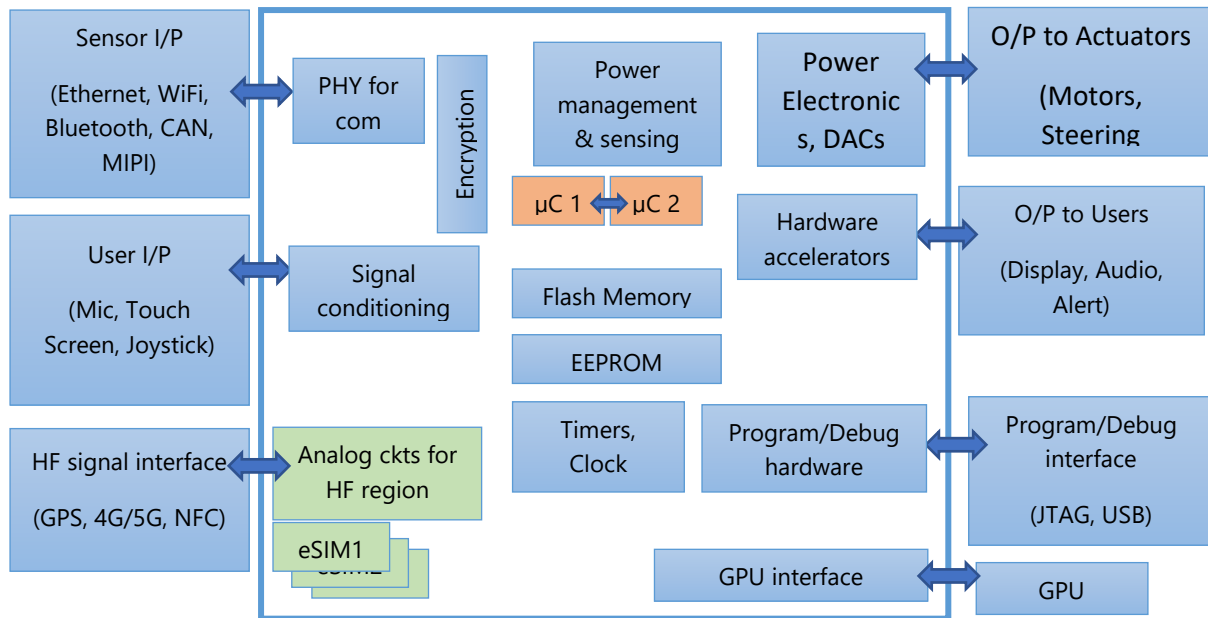 Sensor I/P
(Ethernet, WiFi,
Bluetooth, CAN,
MIPI)
PHY for
com
Encryption
Power
management
& sensing
Power
Electronic
s, DACs
O/P to Actuators
(Motors,
Steering
µC 1
µC 2
User I/P
(Mic, Touch
Screen, Joystick)
Signal
conditioning
Flash Memory
EEPROM
Hardware
accelerators
O/P to Users
(Display, Audio,
Alert)
HF signal interface
(GPS, 4G/5G, NFC)
Analog ckts for
HF region
eSIM1
eSIM2
Timers,
Clock
Program/Debug
hardware
Program/Debug
interface
(JTAG, USB)
GPU interface
GPU